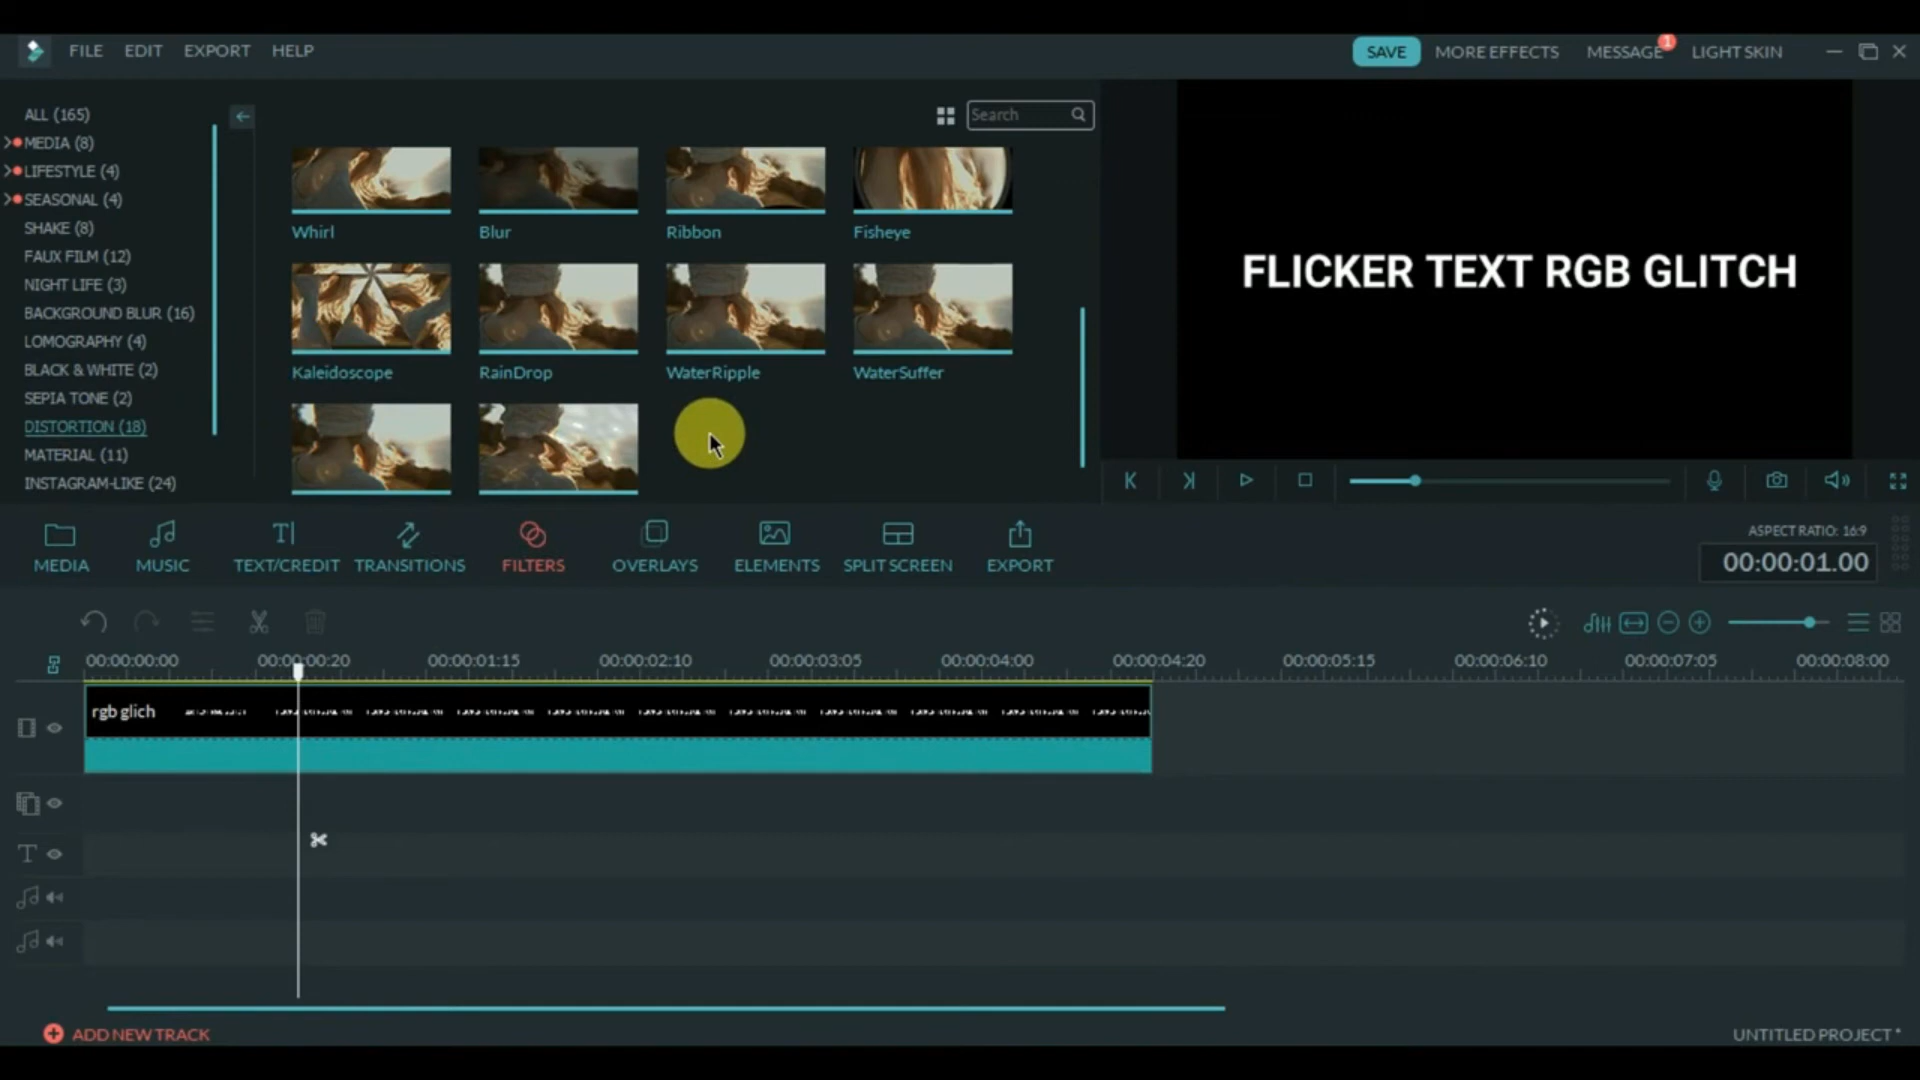 FILE EDIT EXPORT HELP
SAVE MORE EFFECTS MESSAGE 1 LIGHT SKIN
ALL (165)
MEDIA (8)
LIFESTYLE (4)
SEASONAL (4)
SHAKE (8)
FAUX FILM (12)
NIGHT LIFE (3)
BACKGROUND BLUR (16)
LOMOGRAPHY (4)
BLACK & WHITE (2)
SEPIA TONE (2)
DISTORTION (18)
MATERIAL (11)
INSTAGRAM-LIKE (24)
Search
Whirl Blur Ribbon Fisheye
Kaleidoscope RainDrop WaterRipple WaterSuffer
FLICKER TEXT RGB GLITCH
MEDIA MUSIC TEXT/CREDIT TRANSITIONS FILTERS OVERLAYS ELEMENTS SPLIT SCREEN EXPORT
ASPECT RATIO: 16:9
00:00:01.00
00:00:00:00 00:00:00:20 00:00:01:15 00:00:02:10 00:00:03:05 00:00:04:00 00:00:04:20 00:00:05:15 00:00:06:10 00:00:07:05 00:00:08:00
rgb glich
ADD NEW TRACK
UNTITLED PROJECT *